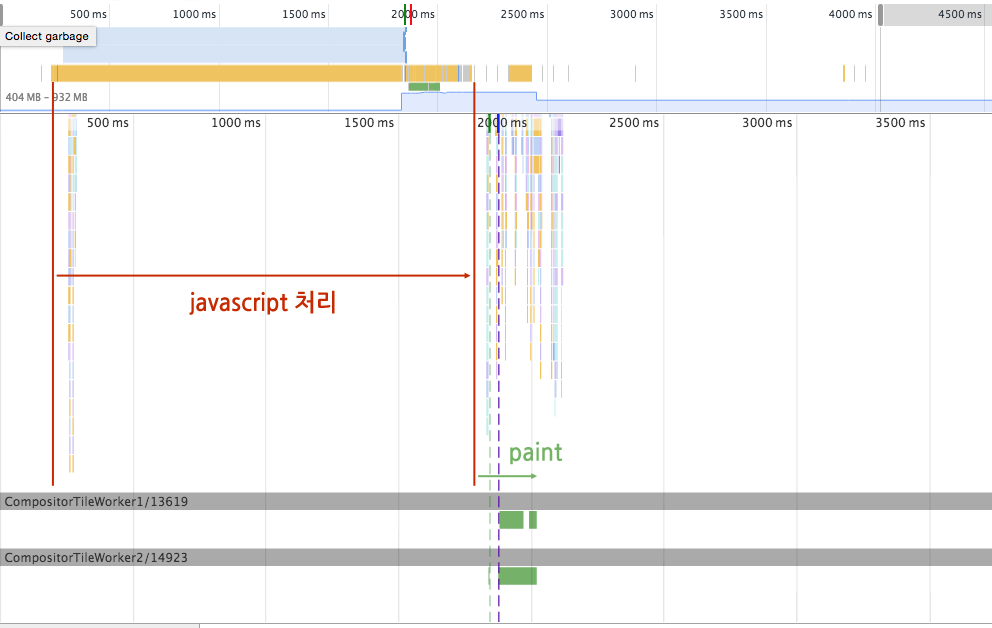 500 ms 1000 ms 1500 ms 2000 ms 2500 ms 3000 ms 3500 ms 4000 ms 4500 ms
Collect garbage
404 MB – 932 MB
500 ms 1000 ms 1500 ms 2000 ms 2500 ms 3000 ms 3500 ms
javascript 처리
paint
CompositorTileWorker1/13619
CompositorTileWorker2/14923